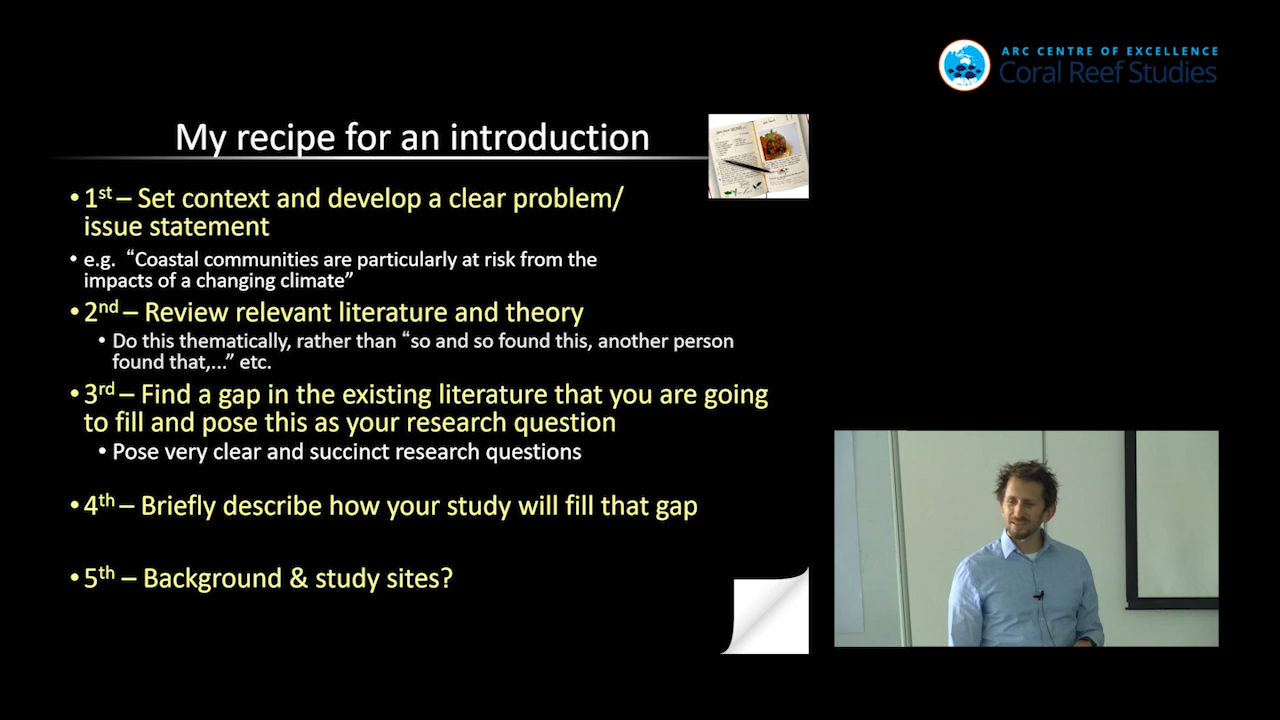 ARC CENTRE OF EXCELLENCE
Coral Reef Studies
My recipe for an introduction
• 1st – Set context and develop a clear problem/
issue statement
• e.g. “Coastal communities are particularly at risk from the
impacts of a changing climate”
• 2nd – Review relevant literature and theory
• Do this thematically, rather than “so and so found this, another person
found that,...” etc.
• 3rd – Find a gap in the existing literature that you are going
to fill and pose this as your research question
• Pose very clear and succinct research questions
• 4th – Briefly describe how your study will fill that gap
• 5th – Background & study sites?